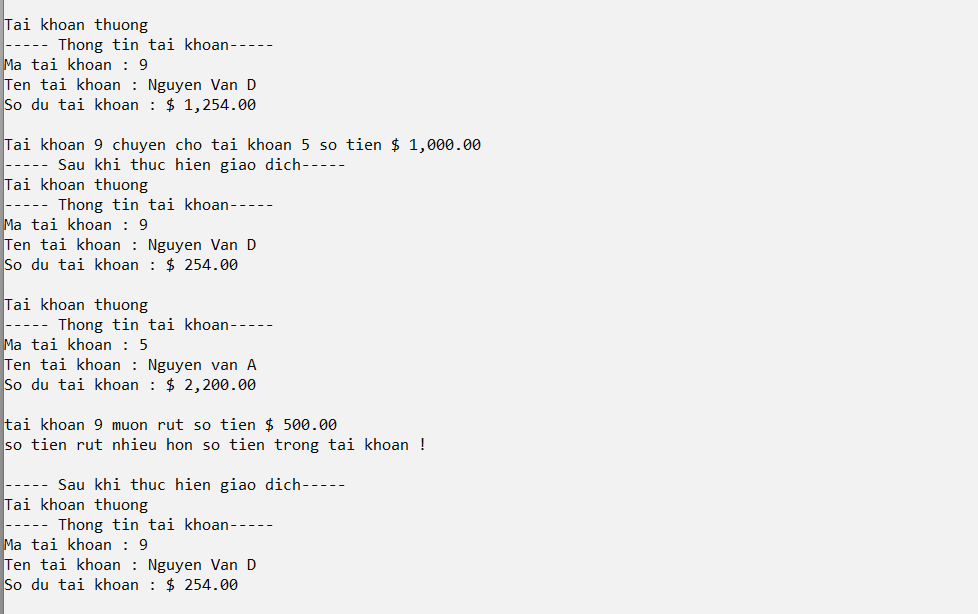 Tai khoan thuong
----- Thong tin tai khoan-----
Ma tai khoan : 9
Ten tai khoan : Nguyen Van D
So du tai khoan : $ 1,254.00
Tai khoan 9 chuyen cho tai khoan 5 so tien $ 1,000.00
----- Sau khi thuc hien giao dich-----
Tai khoan thuong
----- Thong tin tai khoan-----
Ma tai khoan : 9
Ten tai khoan : Nguyen Van D
So du tai khoan : $ 254.00
Tai khoan thuong
----- Thong tin tai khoan-----
Ma tai khoan : 5
Ten tai khoan : Nguyen van A
So du tai khoan : $ 2,200.00
tai khoan 9 muon rut so tien $ 500.00
so tien rut nhieu hon so tien trong tai khoan !
----- Sau khi thuc hien giao dich-----
Tai khoan thuong
----- Thong tin tai khoan-----
Ma tai khoan : 9
Ten tai khoan : Nguyen Van D
So du tai khoan : $ 254.00